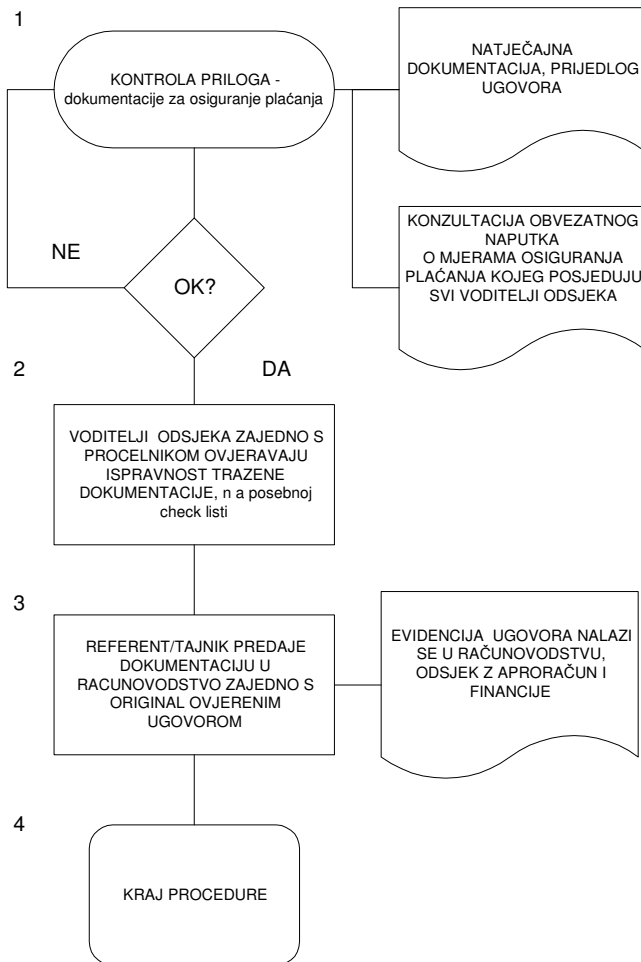 1
KONTROLA PRILOGA -
dokumentacije za osiguranje plaćanja
NATJEČAJNA
DOKUMENTACIJA, PRIJEDLOG
UGOVORA
KONZULTACIJA OBVEZATNOG
NAPUTKA
O MJERAMA OSIGURANJA
PLAĆANJA KOJEG POSJEDUJU
SVI VODITELJI ODSJEKA
NE
OK?
2
DA
VODITELJI ODSJEKA ZAJEDNO S
PROCELNIKOM OVJERAVAJU
ISPRAVNOST TRAZENE
DOKUMENTACIJE, n a posebnoj
check listi
3
REFERENT/TAJNIK PREDAJE
DOKUMENTACIJU U
RACUNOVODSTVO ZAJEDNO S
ORIGINAL OVJERENIM
UGOVOROM
EVIDENCIJA UGOVORA NALAZI
SE U RAČUNOVODSTVU,
ODSJEK Z APRORAČUN I
FINANCIJE
4
KRAJ PROCEDURE